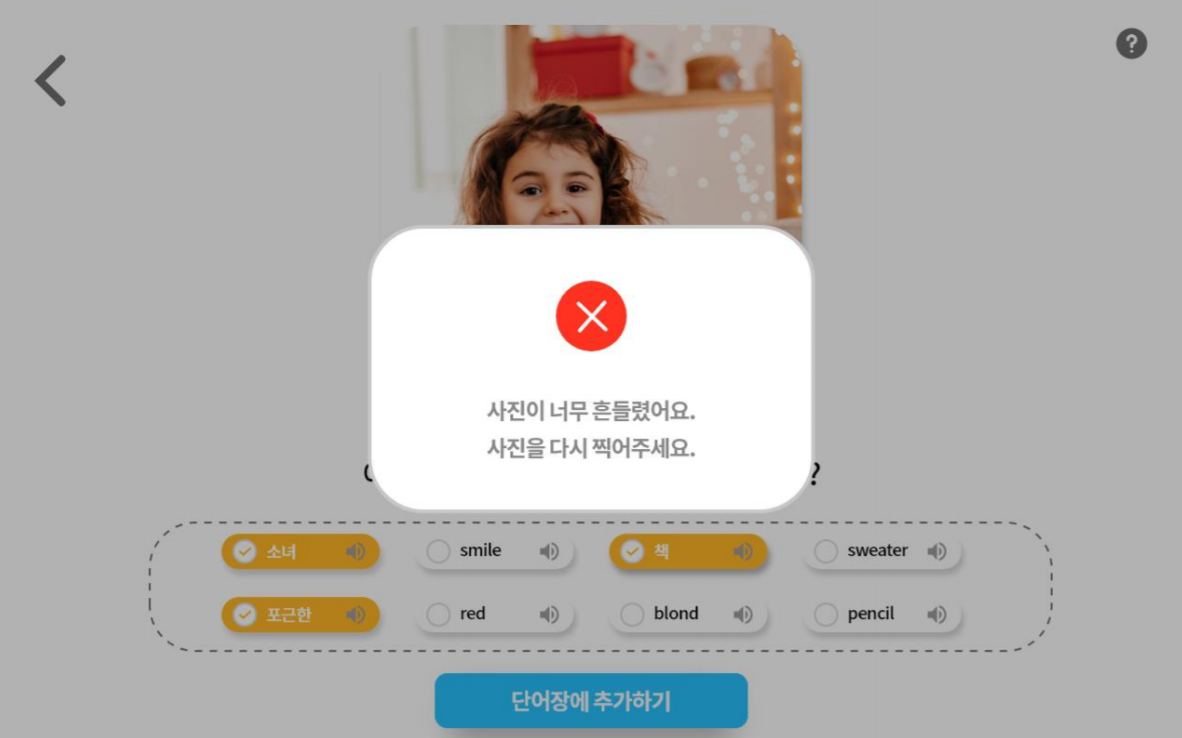 사진이 너무 흔들렸어요.
사진을 다시 찍어주세요.
?
소녀 smile 책 sweater
포근한 red blond pencil
단어장에 추가하기